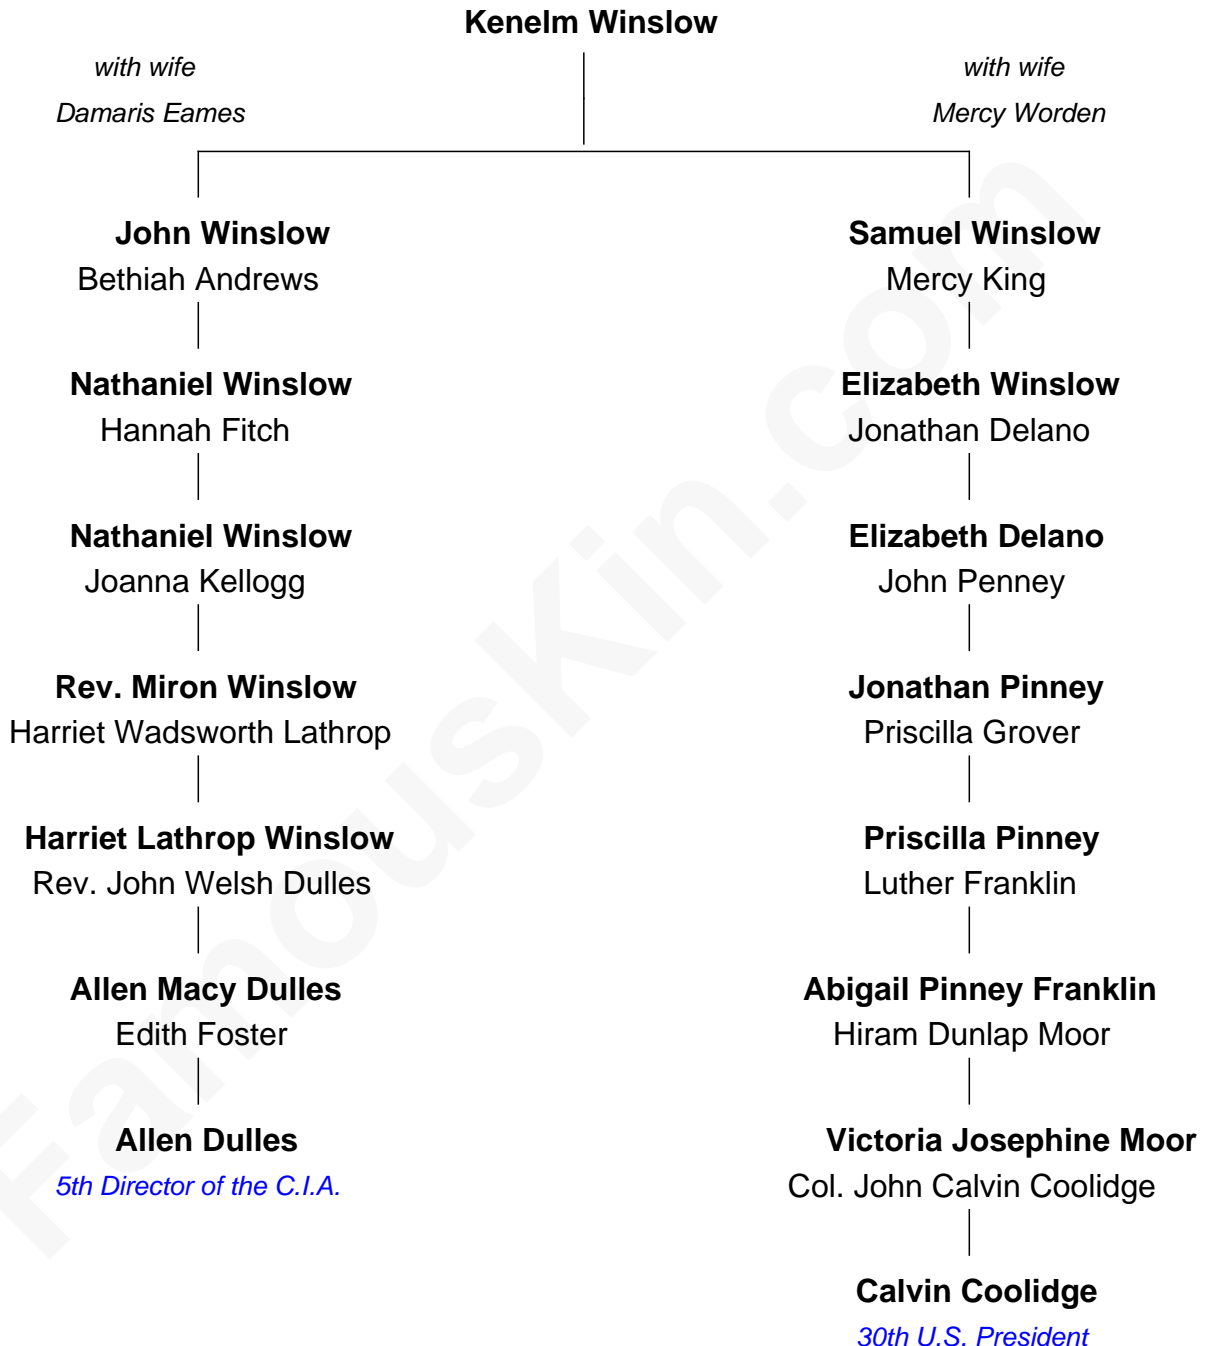 Kenelm Winslow
with wife
Damaris Eames
with wife
Mercy Worden
John Winslow
Bethiah Andrews
Samuel Winslow
Mercy King
Nathaniel Winslow
Hannah Fitch
Elizabeth Winslow
Jonathan Delano
Nathaniel Winslow
Joanna Kellogg
Elizabeth Delano
John Penney
Rev. Miron Winslow
Harriet Wadsworth Lathrop
Jonathan Pinney
Priscilla Grover
Harriet Lathrop Winslow
Rev. John Welsh Dulles
Priscilla Pinney
Luther Franklin
Allen Macy Dulles
Edith Foster
Abigail Pinney Franklin
Hiram Dunlap Moor
Allen Dulles
5th Director of the C.I.A.
Victoria Josephine Moor
Col. John Calvin Coolidge
Calvin Coolidge
30th U.S. President
FamousKin.com